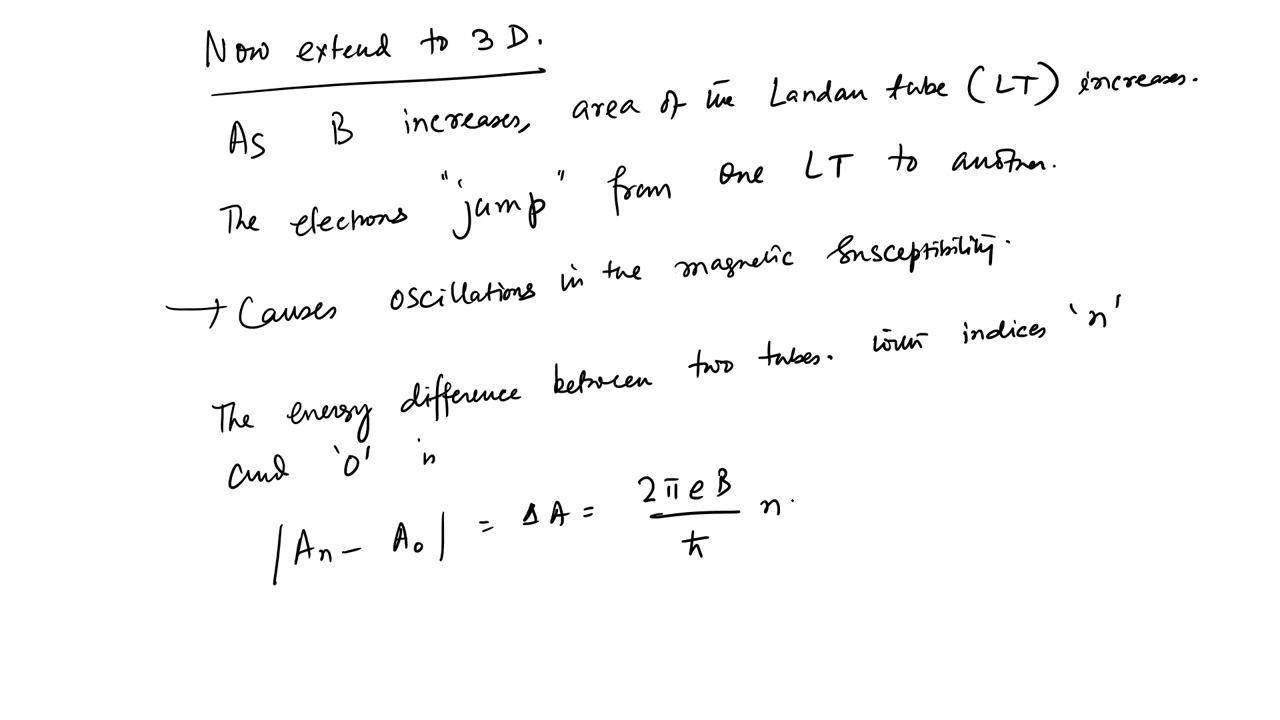 Now extend to 3 D.
As B increases, area of the Landau tube (LT) increases.
The electrons "jump" from one LT to another.
→ Causes oscillations in the magnetic susceptibility.
The energy difference between two tubes. with indices 'n'
and '0' is
|Aₙ − A₀| = ΔA = 2πeB/ħ n.